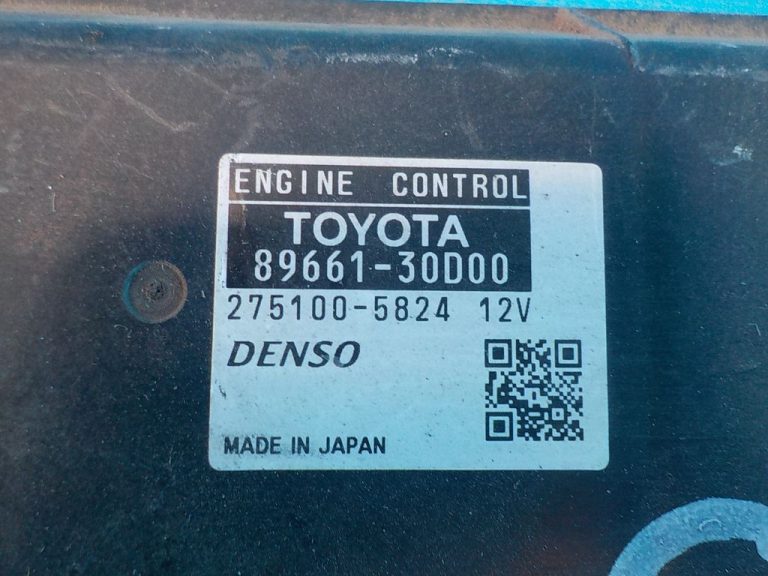 ENGINE CONTROL
TOYOTA
89661-30D00
275100-5824 12V
DENSO
MADE IN JAPAN